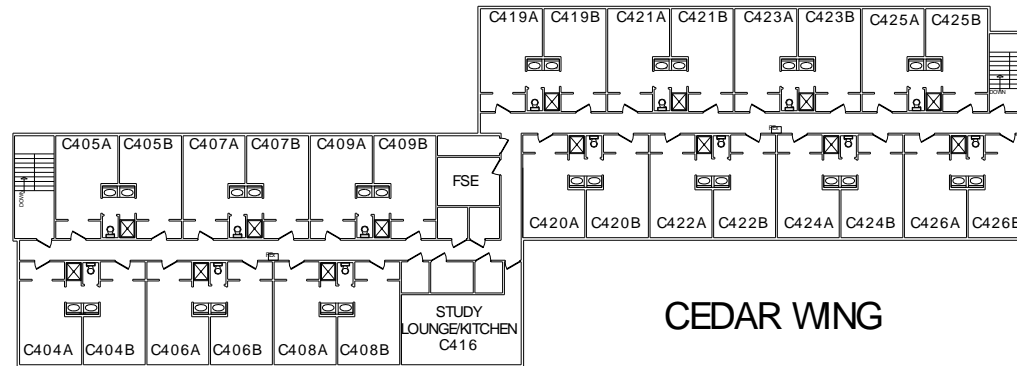 C419A C419B C421A C421B C423A C423B C425A C425B
DOWN
C405A C405B C407A C407B C409A C409B
FSE
DOWN
C420A C420B C422A C422B C424A C424B C426A C426B
STUDY
LOUNGE/KITCHEN
C416
CEDAR WING
C404A C404B C406A C406B C408A C408B